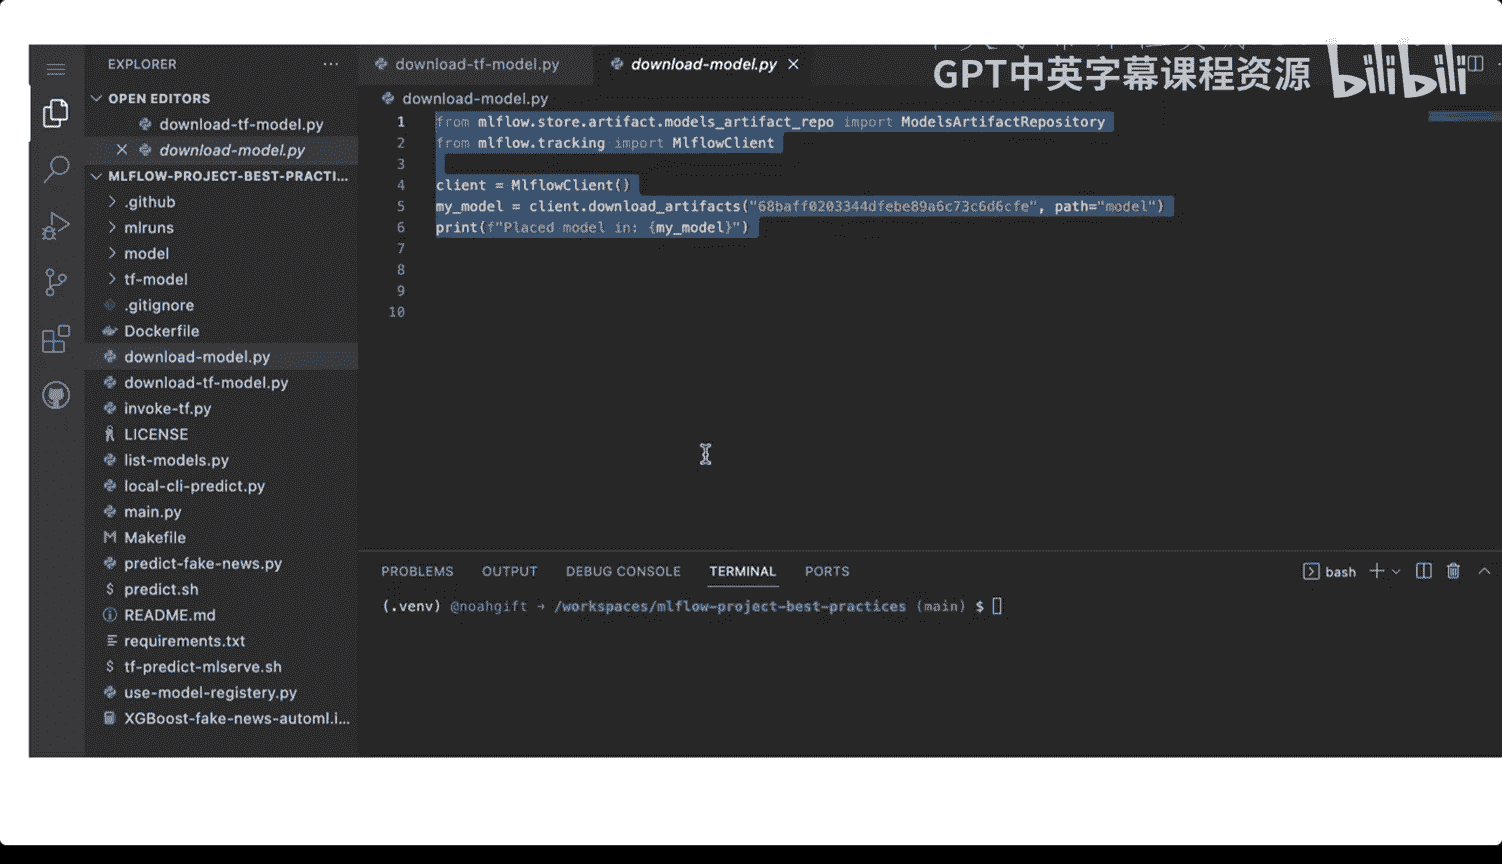 EXPLORER
OPEN EDITORS
download-tf-model.py
download-model.py
MLFLOW-PROJECT-BEST-PRACTI...
.github
mlruns
model
tf-model
.gitignore
Dockerfile
download-model.py
download-tf-model.py
invoke-tf.py
LICENSE
list-models.py
local-cli-predict.py
main.py
Makefile
predict-fake-news.py
predict.sh
README.md
requirements.txt
tf-predict-mlserve.sh
use-model-registery.py
XGBoost-fake-news-automl.i...
download-tf-model.py download-model.py
GPT中英字幕课程资源 bilibili
download-model.py
1 from mlflow.store.artifact.models_artifact_repo import ModelsArtifactRepository
2 from mlflow.tracking import MlflowClient
3
4 client = MlflowClient()
5 my_model = client.download_artifacts("68baff0203344dfebe89a6c73c6d6cfe", path="model")
6 print(f"Placed model in: {my_model}")
7
8
9
10
PROBLEMS OUTPUT DEBUG CONSOLE TERMINAL PORTS bash
(.venv) @noahgift → /workspaces/mlflow-project-best-practices (main) $